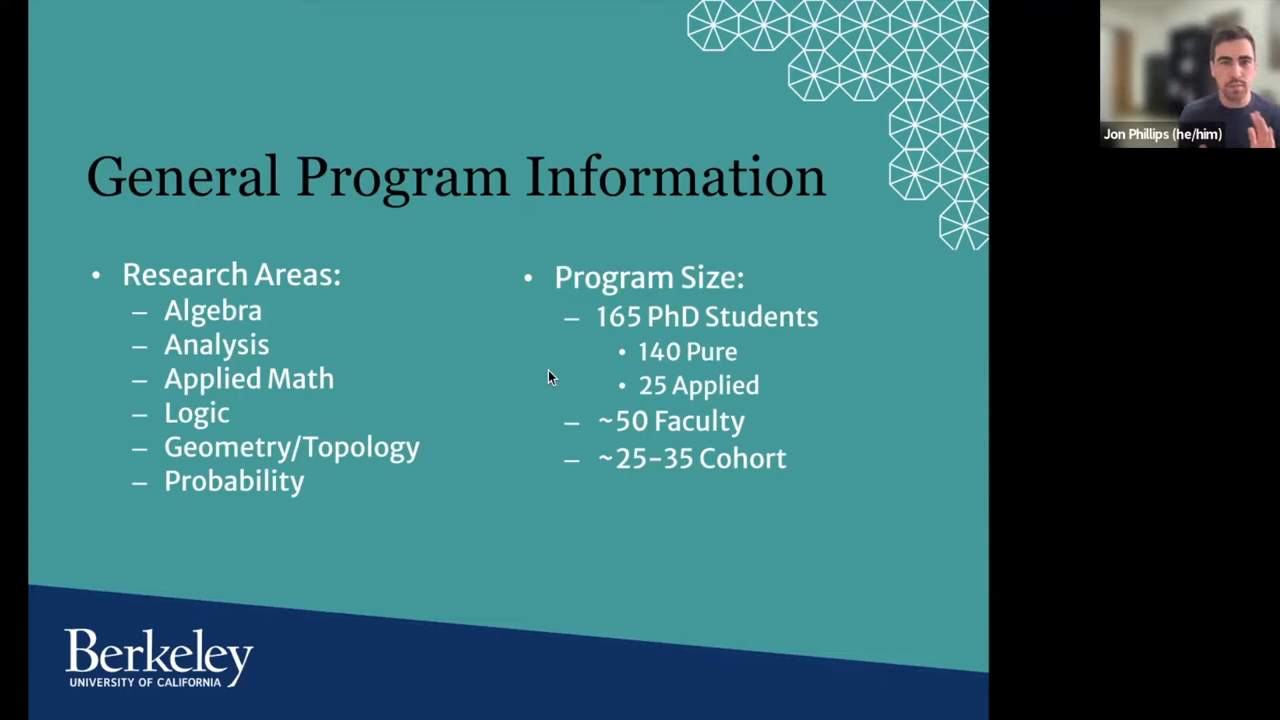 General Program Information
• Research Areas:
– Algebra
– Analysis
– Applied Math
– Logic
– Geometry/Topology
– Probability
• Program Size:
– 165 PhD Students
• 140 Pure
• 25 Applied
– ~50 Faculty
– ~25-35 Cohort
Berkeley
UNIVERSITY OF CALIFORNIA
Jon Phillips (he/him)